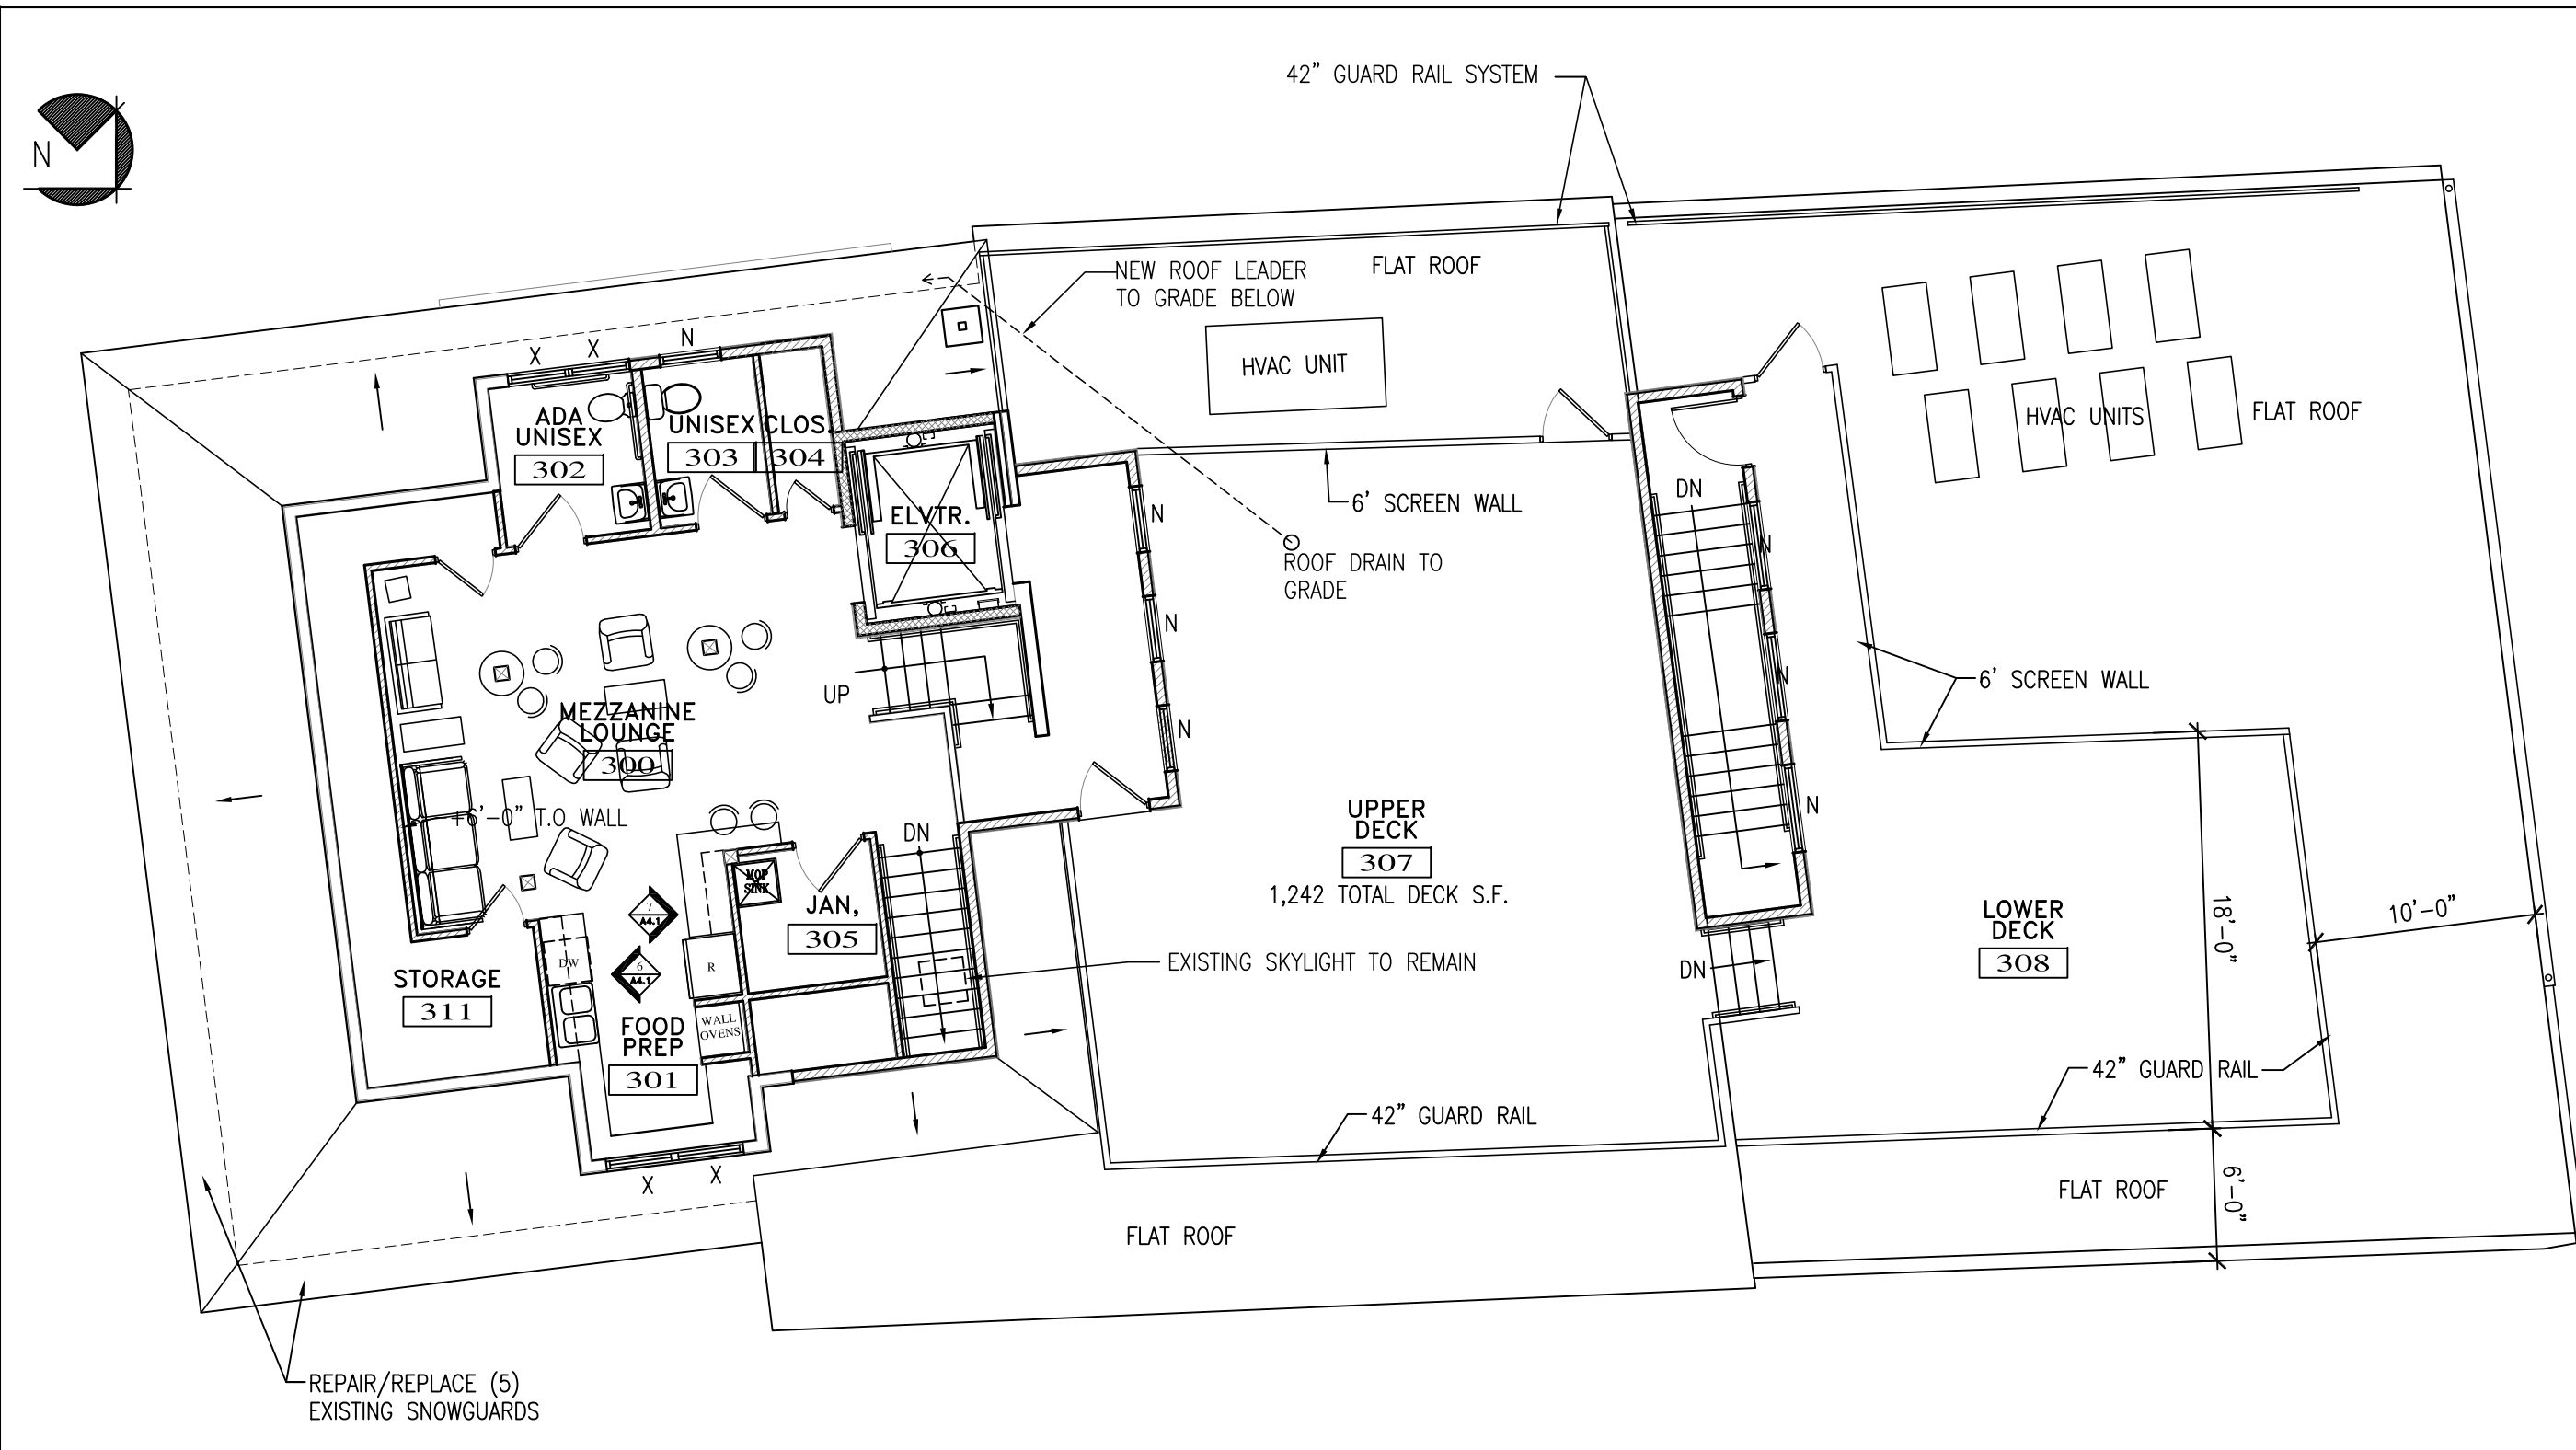 42” GUARD RAIL SYSTEM
N
NEW ROOF LEADER
TO GRADE BELOW
FLAT ROOF
HVAC UNIT
X
X
N
ADA
UNISEX
302
UNISEX
303
CLOS.
304
HVAC UNITS
FLAT ROOF
6’ SCREEN WALL
DN
N
ELVTR.
306
ROOF DRAIN TO
GRADE
N
N
N
UP
N
6’ SCREEN WALL
MEZZANINE
LOUNGE
300
N
+6’-0” T.O WALL
DN
N
UPPER
DECK
307
1,242 TOTAL DECK S.F.
MOP
SINK
JAN,
305
7
A4.1
6
A4.1
LOWER
DECK
308
18’-0”
10’-0”
DW
R
EXISTING SKYLIGHT TO REMAIN
DN
STORAGE
311
WALL
OVENS
FOOD
PREP
301
42” GUARD RAIL
42” GUARD RAIL
X
X
FLAT ROOF
6’-0”
FLAT ROOF
REPAIR/REPLACE (5)
EXISTING SNOWGUARDS